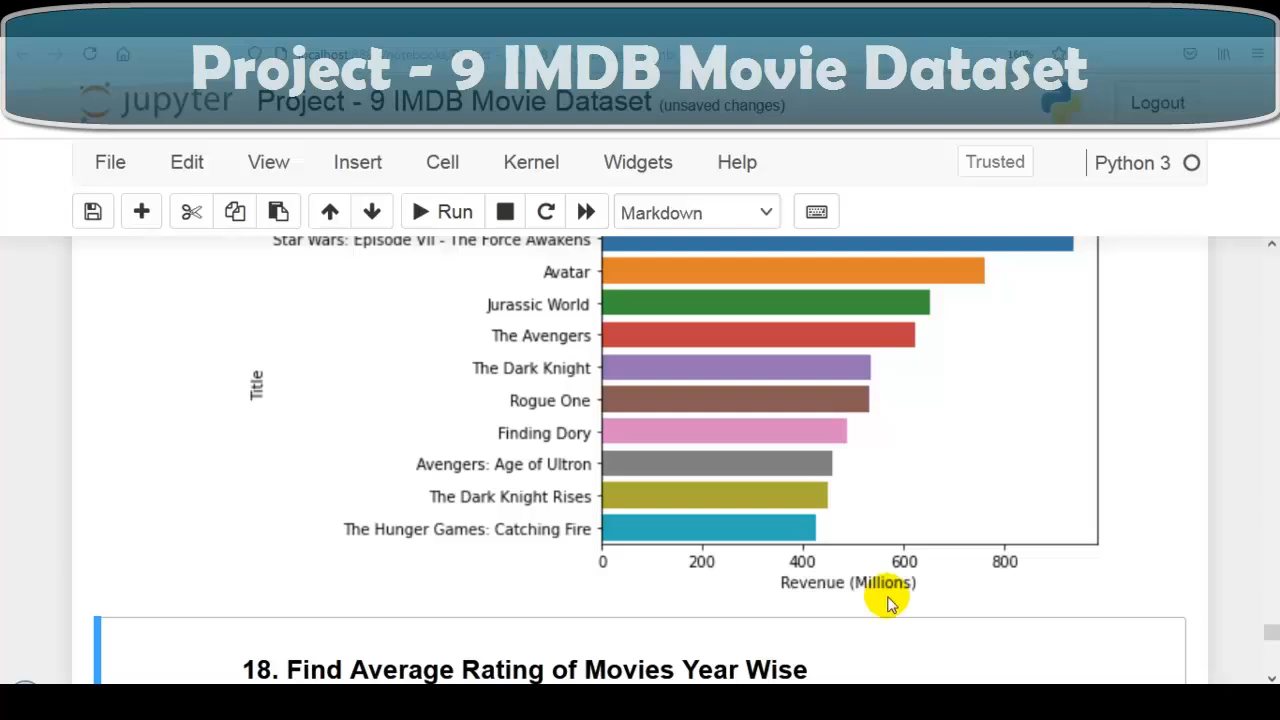 Project - 9 IMDB Movie Dataset
jupyter Project - 9 IMDB Movie Dataset (unsaved changes)
Logout
File Edit View Insert Cell Kernel Widgets Help
Trusted
Python 3
Run
Markdown
Star Wars: Episode VII - The Force Awakens
Avatar
Jurassic World
The Avengers
The Dark Knight
Title
Rogue One
Finding Dory
Avengers: Age of Ultron
The Dark Knight Rises
The Hunger Games: Catching Fire
0 200 400 600 800
Revenue (Millions)
18. Find Average Rating of Movies Year Wise